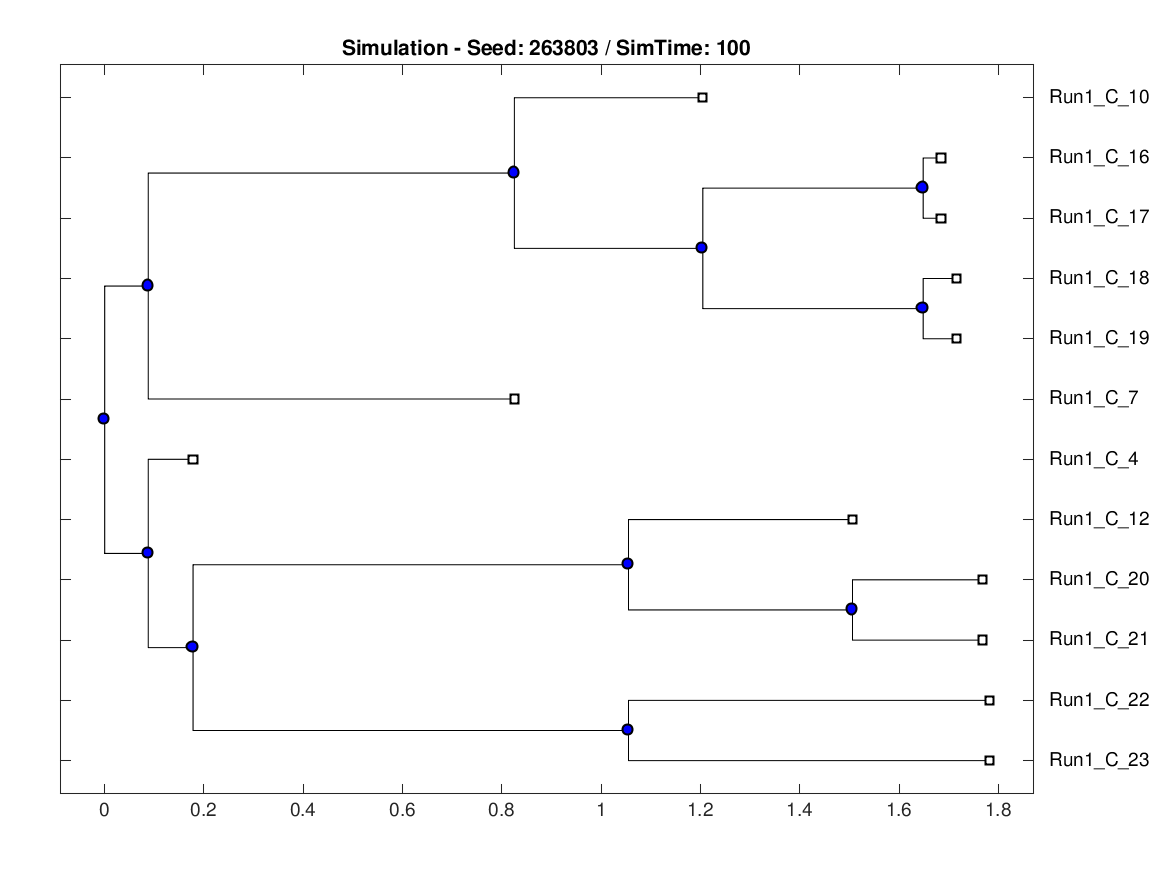 Simulation - Seed: 263803 / SimTime: 100
Run1_C_10
Run1_C_16
Run1_C_17
Run1_C_18
Run1_C_19
Run1_C_7
Run1_C_4
Run1_C_12
Run1_C_20
Run1_C_21
Run1_C_22
Run1_C_23
0 0.2 0.4 0.6 0.8 1 1.2 1.4 1.6 1.8